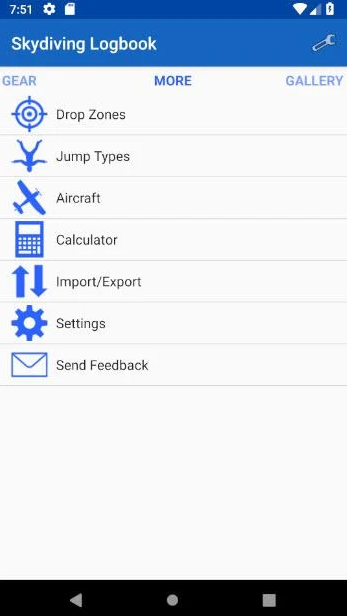 7:51
Skydiving Logbook
GEAR MORE GALLERY
Drop Zones
Jump Types
Aircraft
Calculator
Import/Export
Settings
Send Feedback